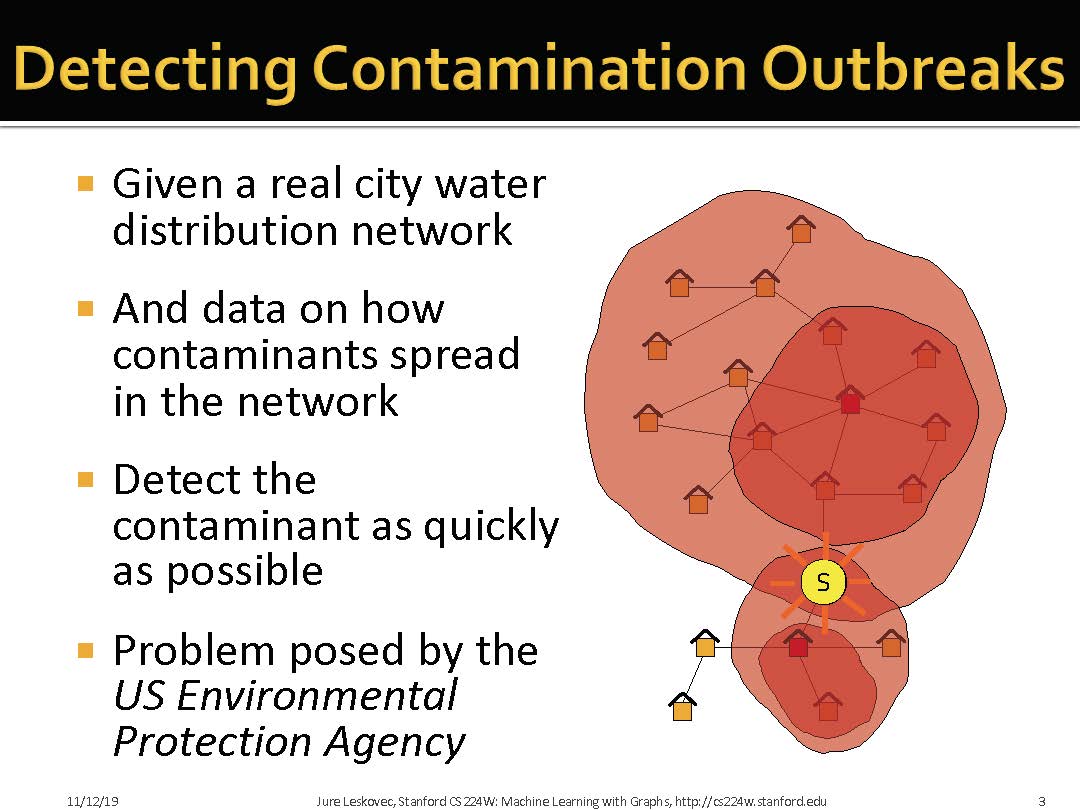 Detecting Contamination Outbreaks
Given a real city water
distribution network
And data on how
contaminants spread
in the network
Detect the
contaminant as quickly
as possible
Problem posed by the
US Environmental
Protection Agency
S
11/12/19
Jure Leskovec, Stanford CS224W: Machine Learning with Graphs, http://cs224w.stanford.edu
3